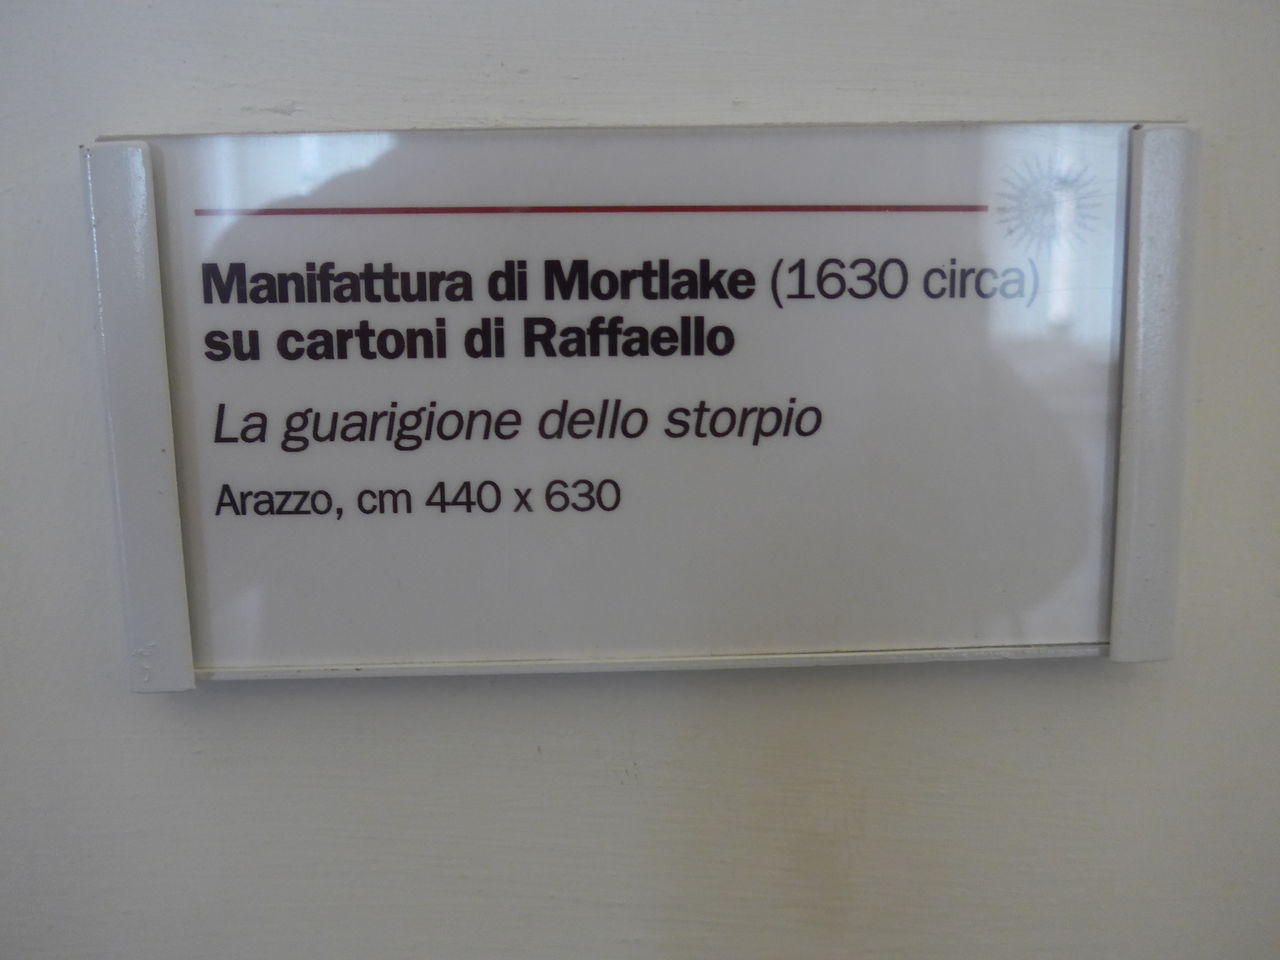 Manifattura di Mortlake (1630 circa)
su cartoni di Raffaello
La guarigione dello storpio
Arazzo, cm 440 x 630